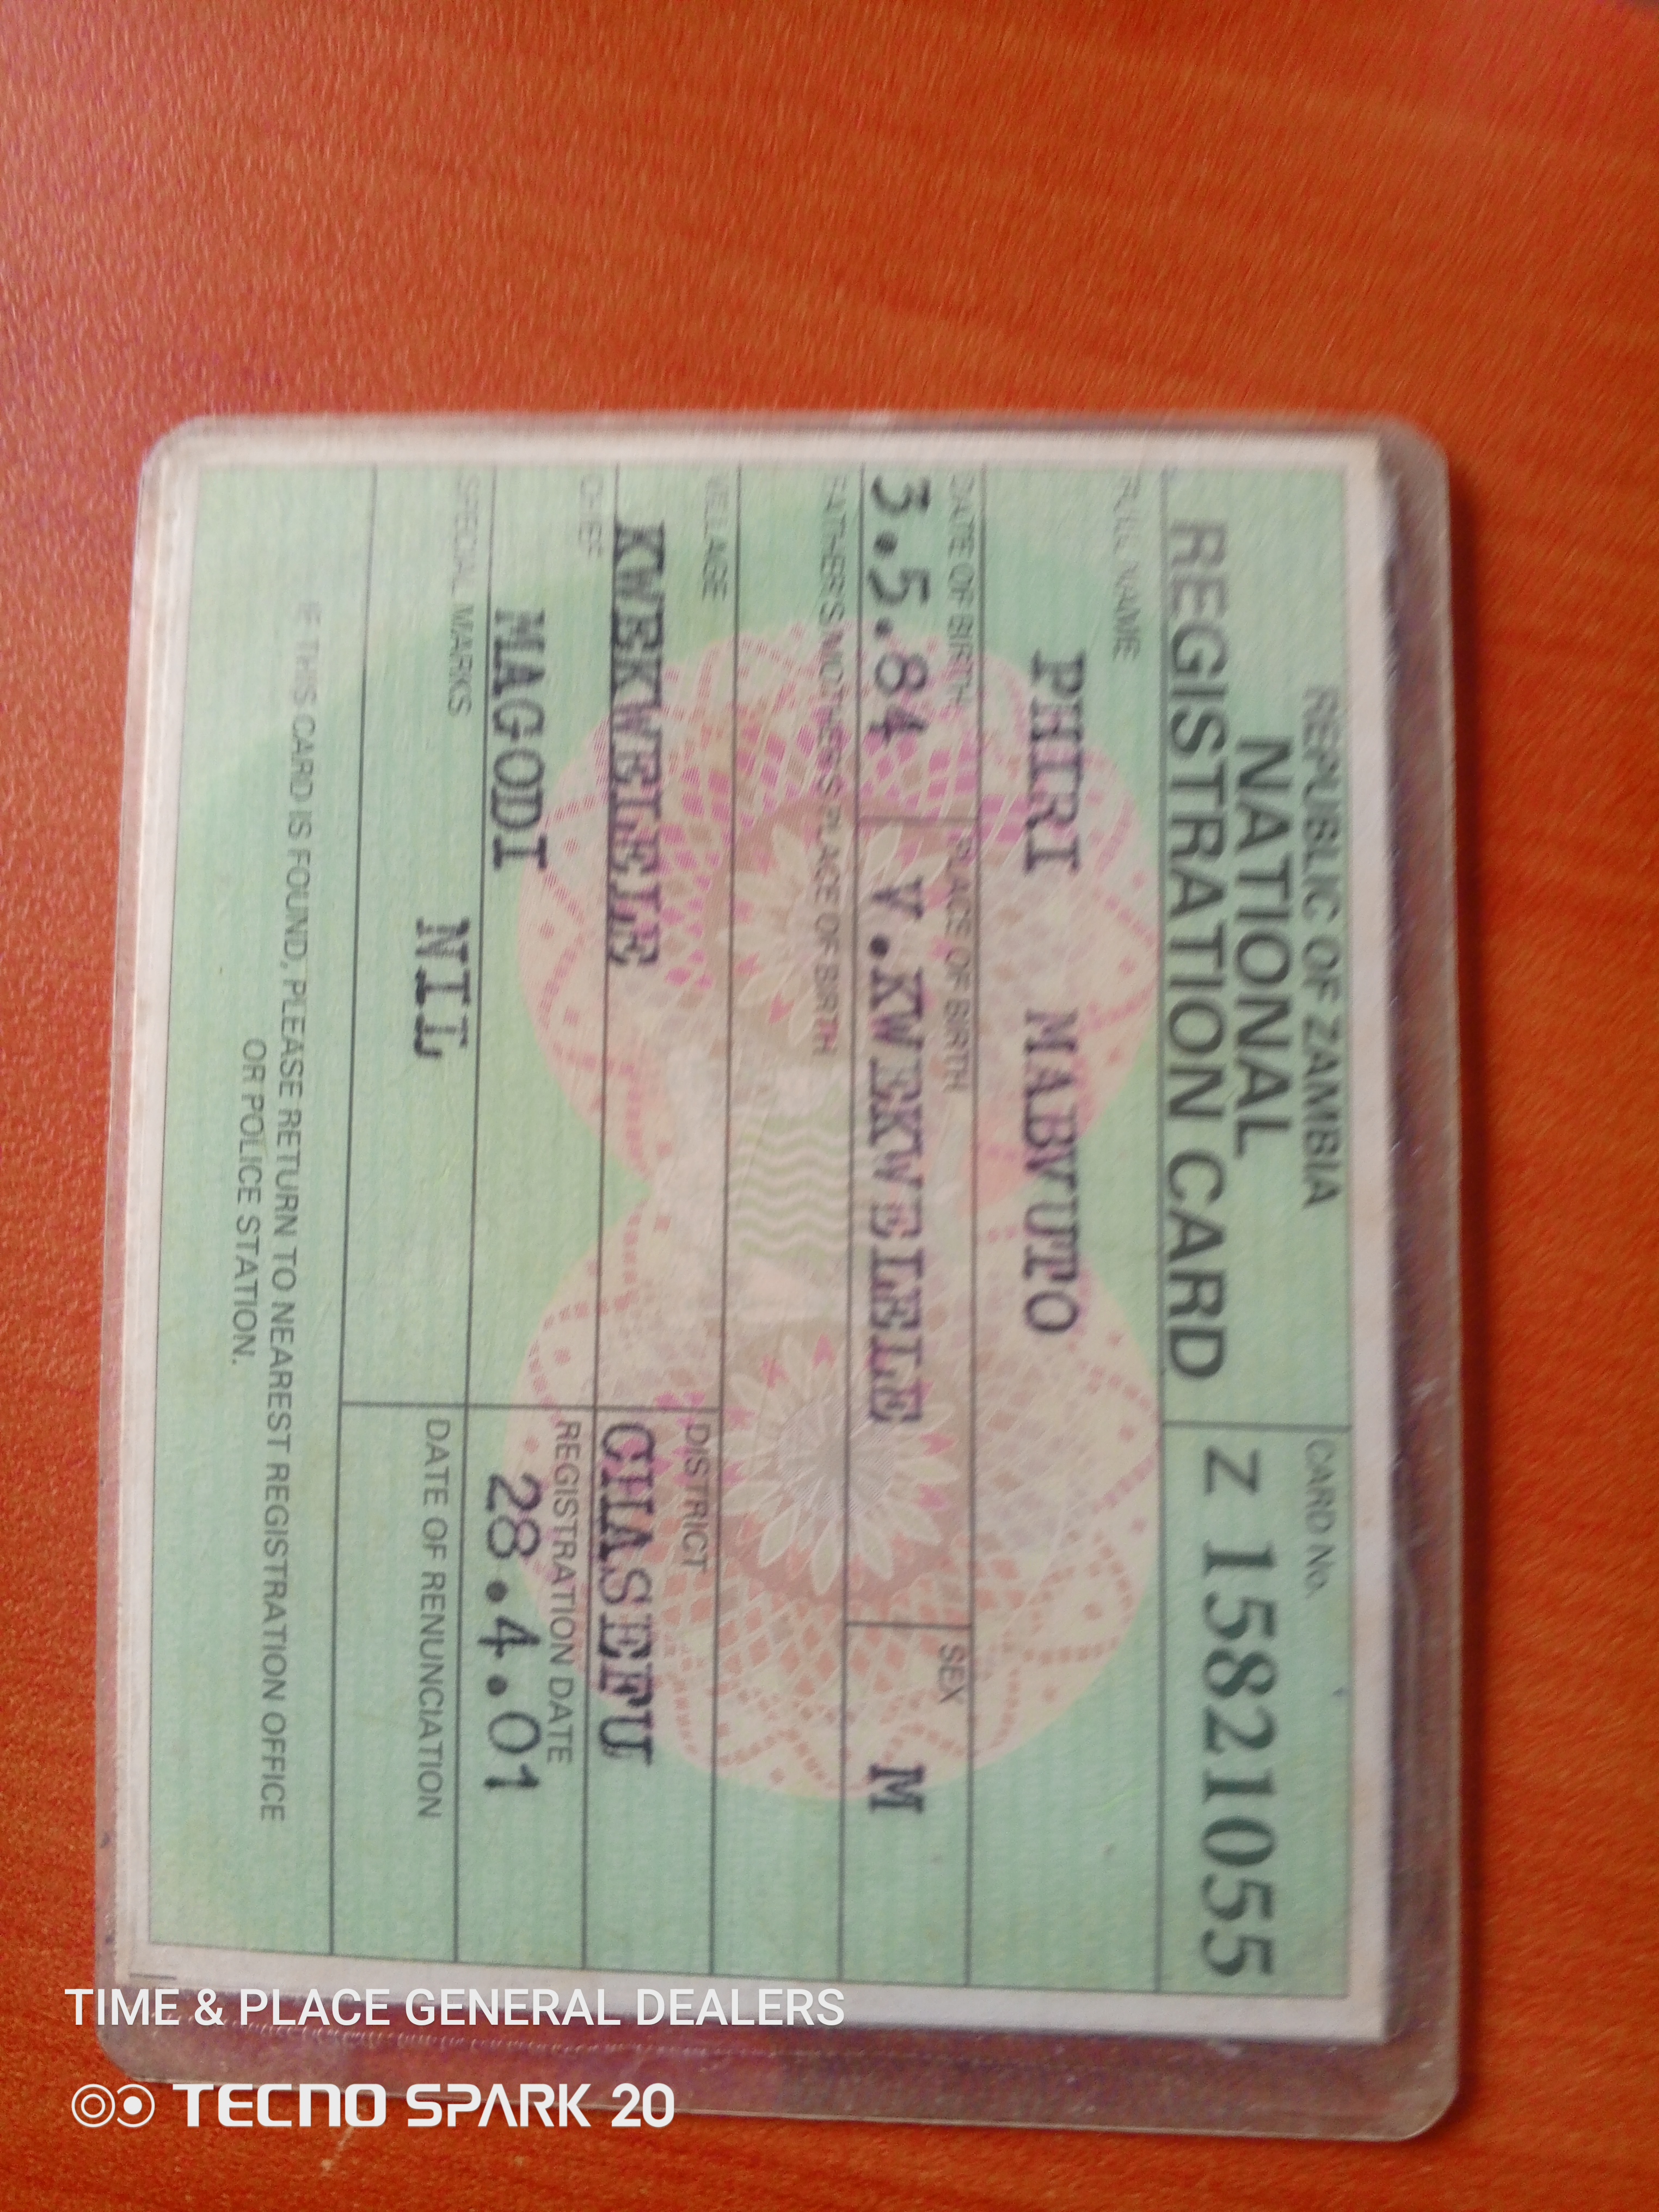 REPUBLIC OF ZAMBIA
NATIONAL
REGISTRATION CARD
CARD No.
Z 15821055
FULL NAME
PHIRI MABVUTO
DATE OF BIRTH
3.5.84
PLACE OF BIRTH
V.KWEKWELELE
SEX
M
FATHER'S/MOTHER'S PLACE OF BIRTH
VILLAGE
KWEKWELELE
DISTRICT
CHASEFU
CHIEF
MAGODI
REGISTRATION DATE
28.4.01
SPECIAL MARKS
NIL
DATE OF RENUNCIATION
IF THIS CARD IS FOUND, PLEASE RETURN TO NEAREST REGISTRATION OFFICE
OR POLICE STATION.
TIME & PLACE GENERAL DEALERS
TECNO SPARK 20